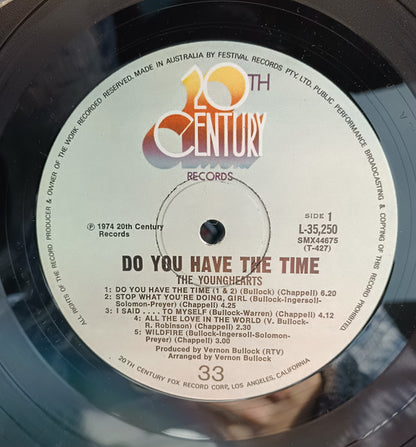 ALL RIGHTS OF THE RECORD PRODUCER & OWNER OF THE WORK RECORDED RESERVED. MADE IN AUSTRALIA BY FESTIVAL RECORDS PTY. LTD. PUBLIC PERFORMANCE BROADCASTING & COPYING OF THIS RECORD PROHIBITED.
20TH
CENTURY
RECORDS
℗ 1974 20th Century
Records
SIDE 1
L-35,250
SMX44675
(T-427)
DO YOU HAVE THE TIME
THE YOUNGHEARTS
1: DO YOU HAVE THE TIME (1 & 2) (Bullock) (Chappell) 6.20
2: STOP WHAT YOU'RE DOING, GIRL (Bullock-Ingersoll-
Solomon-Preyer) (Chappell) 4.25
3: I SAID . . . . TO MYSELF (Bullock-Warren) (Chappell) 4.12
4: ALL THE LOVE IN THE WORLD (V. Bullock-
R. Robinson) (Chappell) 2.30
5: WILDFIRE (Bullock-Ingersoll-Solomon-
Preyer) (Chappell) 3.00
Produced by Vernon Bullock (RTV)
Arranged by Vernon Bullock
33
20TH CENTURY FOX RECORD CORP, LOS ANGELES, CALIFORNIA